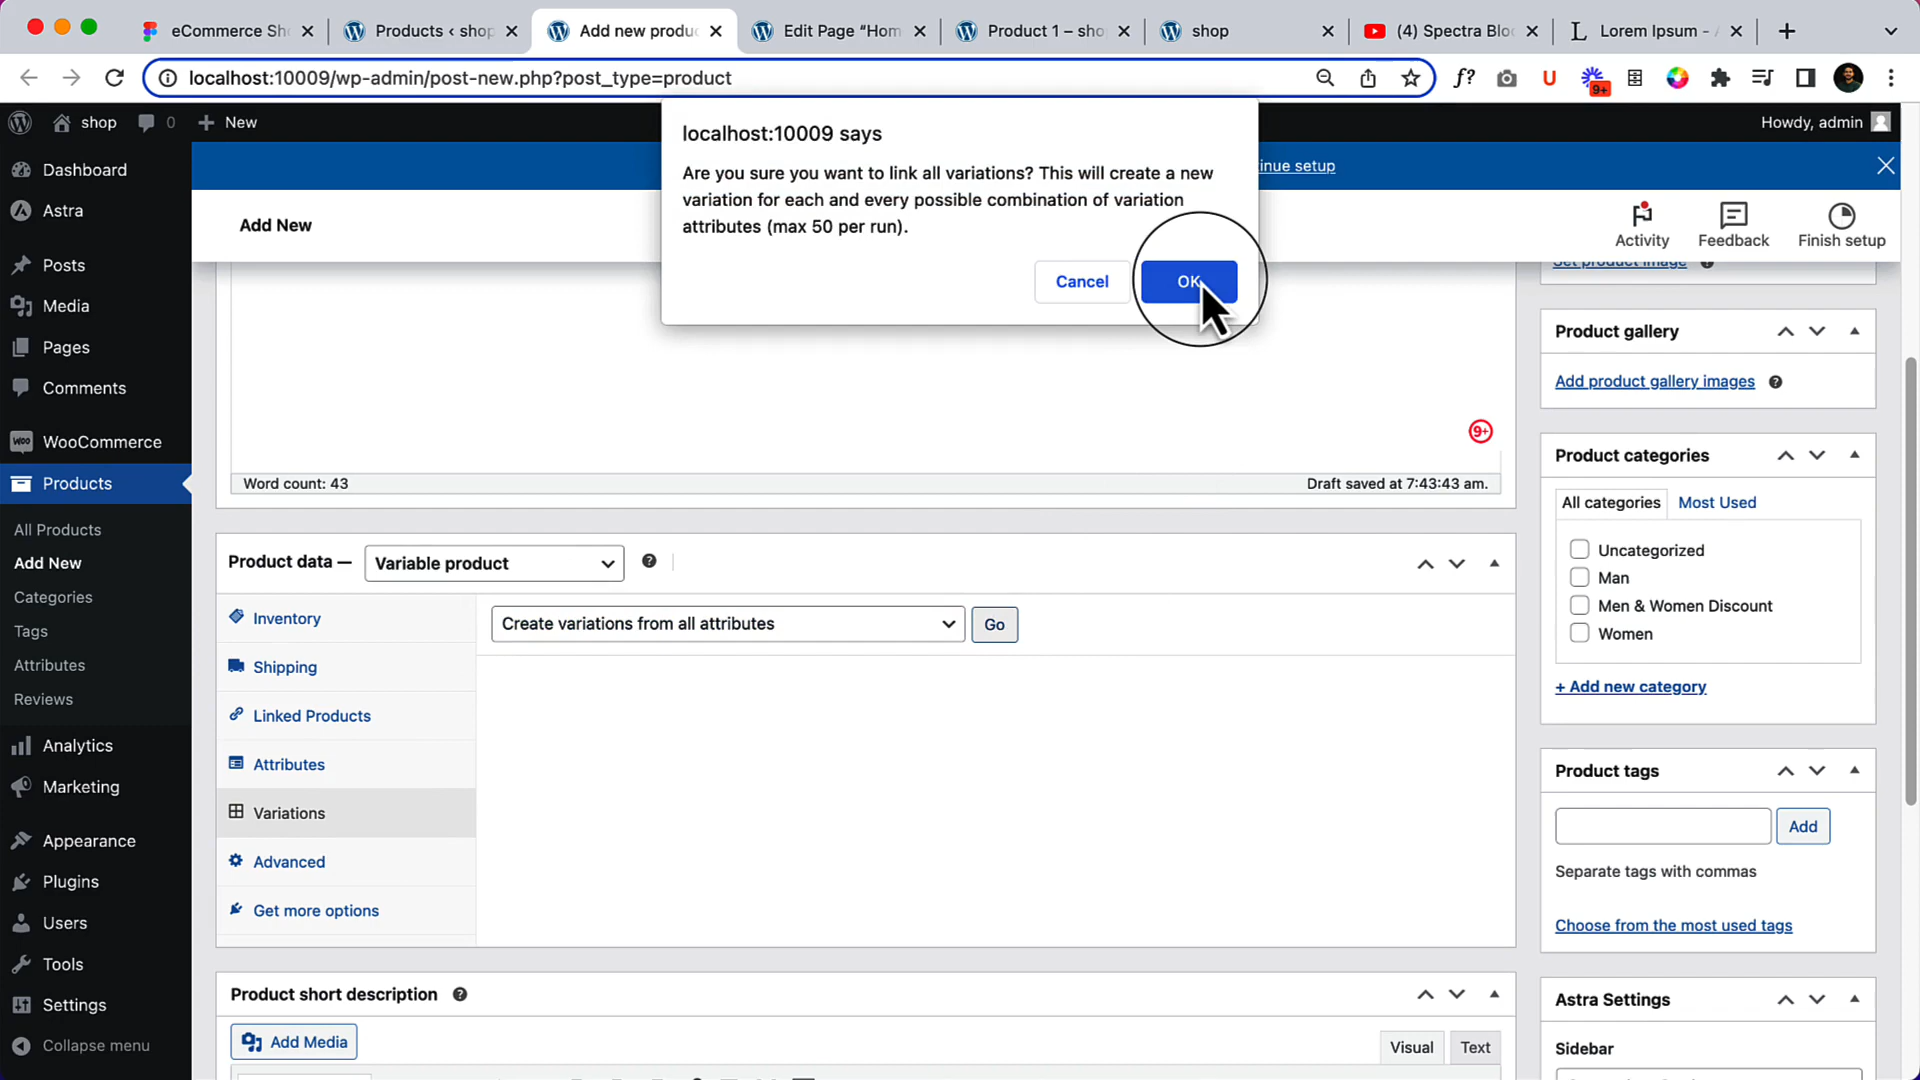 eCommerce Sh
Products ‹ shop
Add new produ
Edit Page “Hom
Product 1 – sho
shop
(4) Spectra Blo
Lorem Ipsum - 
localhost:10009/wp-admin/post-new.php?post_type=product
f?
U
9+
shop
0
New
Howdy, admin
localhost:10009 says
Are you sure you want to link all variations? This will create a new
variation for each and every possible combination of variation
attributes (max 50 per run).
Cancel
OK
inue setup
Add New
Activity
Feedback
Finish setup
Dashboard
Astra
Posts
Media
Pages
Comments
WooCommerce
Products
All Products
Add New
Categories
Tags
Attributes
Reviews
Analytics
Marketing
Appearance
Plugins
Users
Tools
Settings
Collapse menu
9+
Word count: 43
Draft saved at 7:43:43 am.
Product data —
Variable product
Inventory
Shipping
Linked Products
Attributes
Variations
Advanced
Get more options
Create variations from all attributes
Go
Product short description
Add Media
Visual
Text
Set product image
Product gallery
Add product gallery images
Product categories
All categories
Most Used
Uncategorized
Man
Men & Women Discount
Women
+ Add new category
Product tags
Add
Separate tags with commas
Choose from the most used tags
Astra Settings
Sidebar